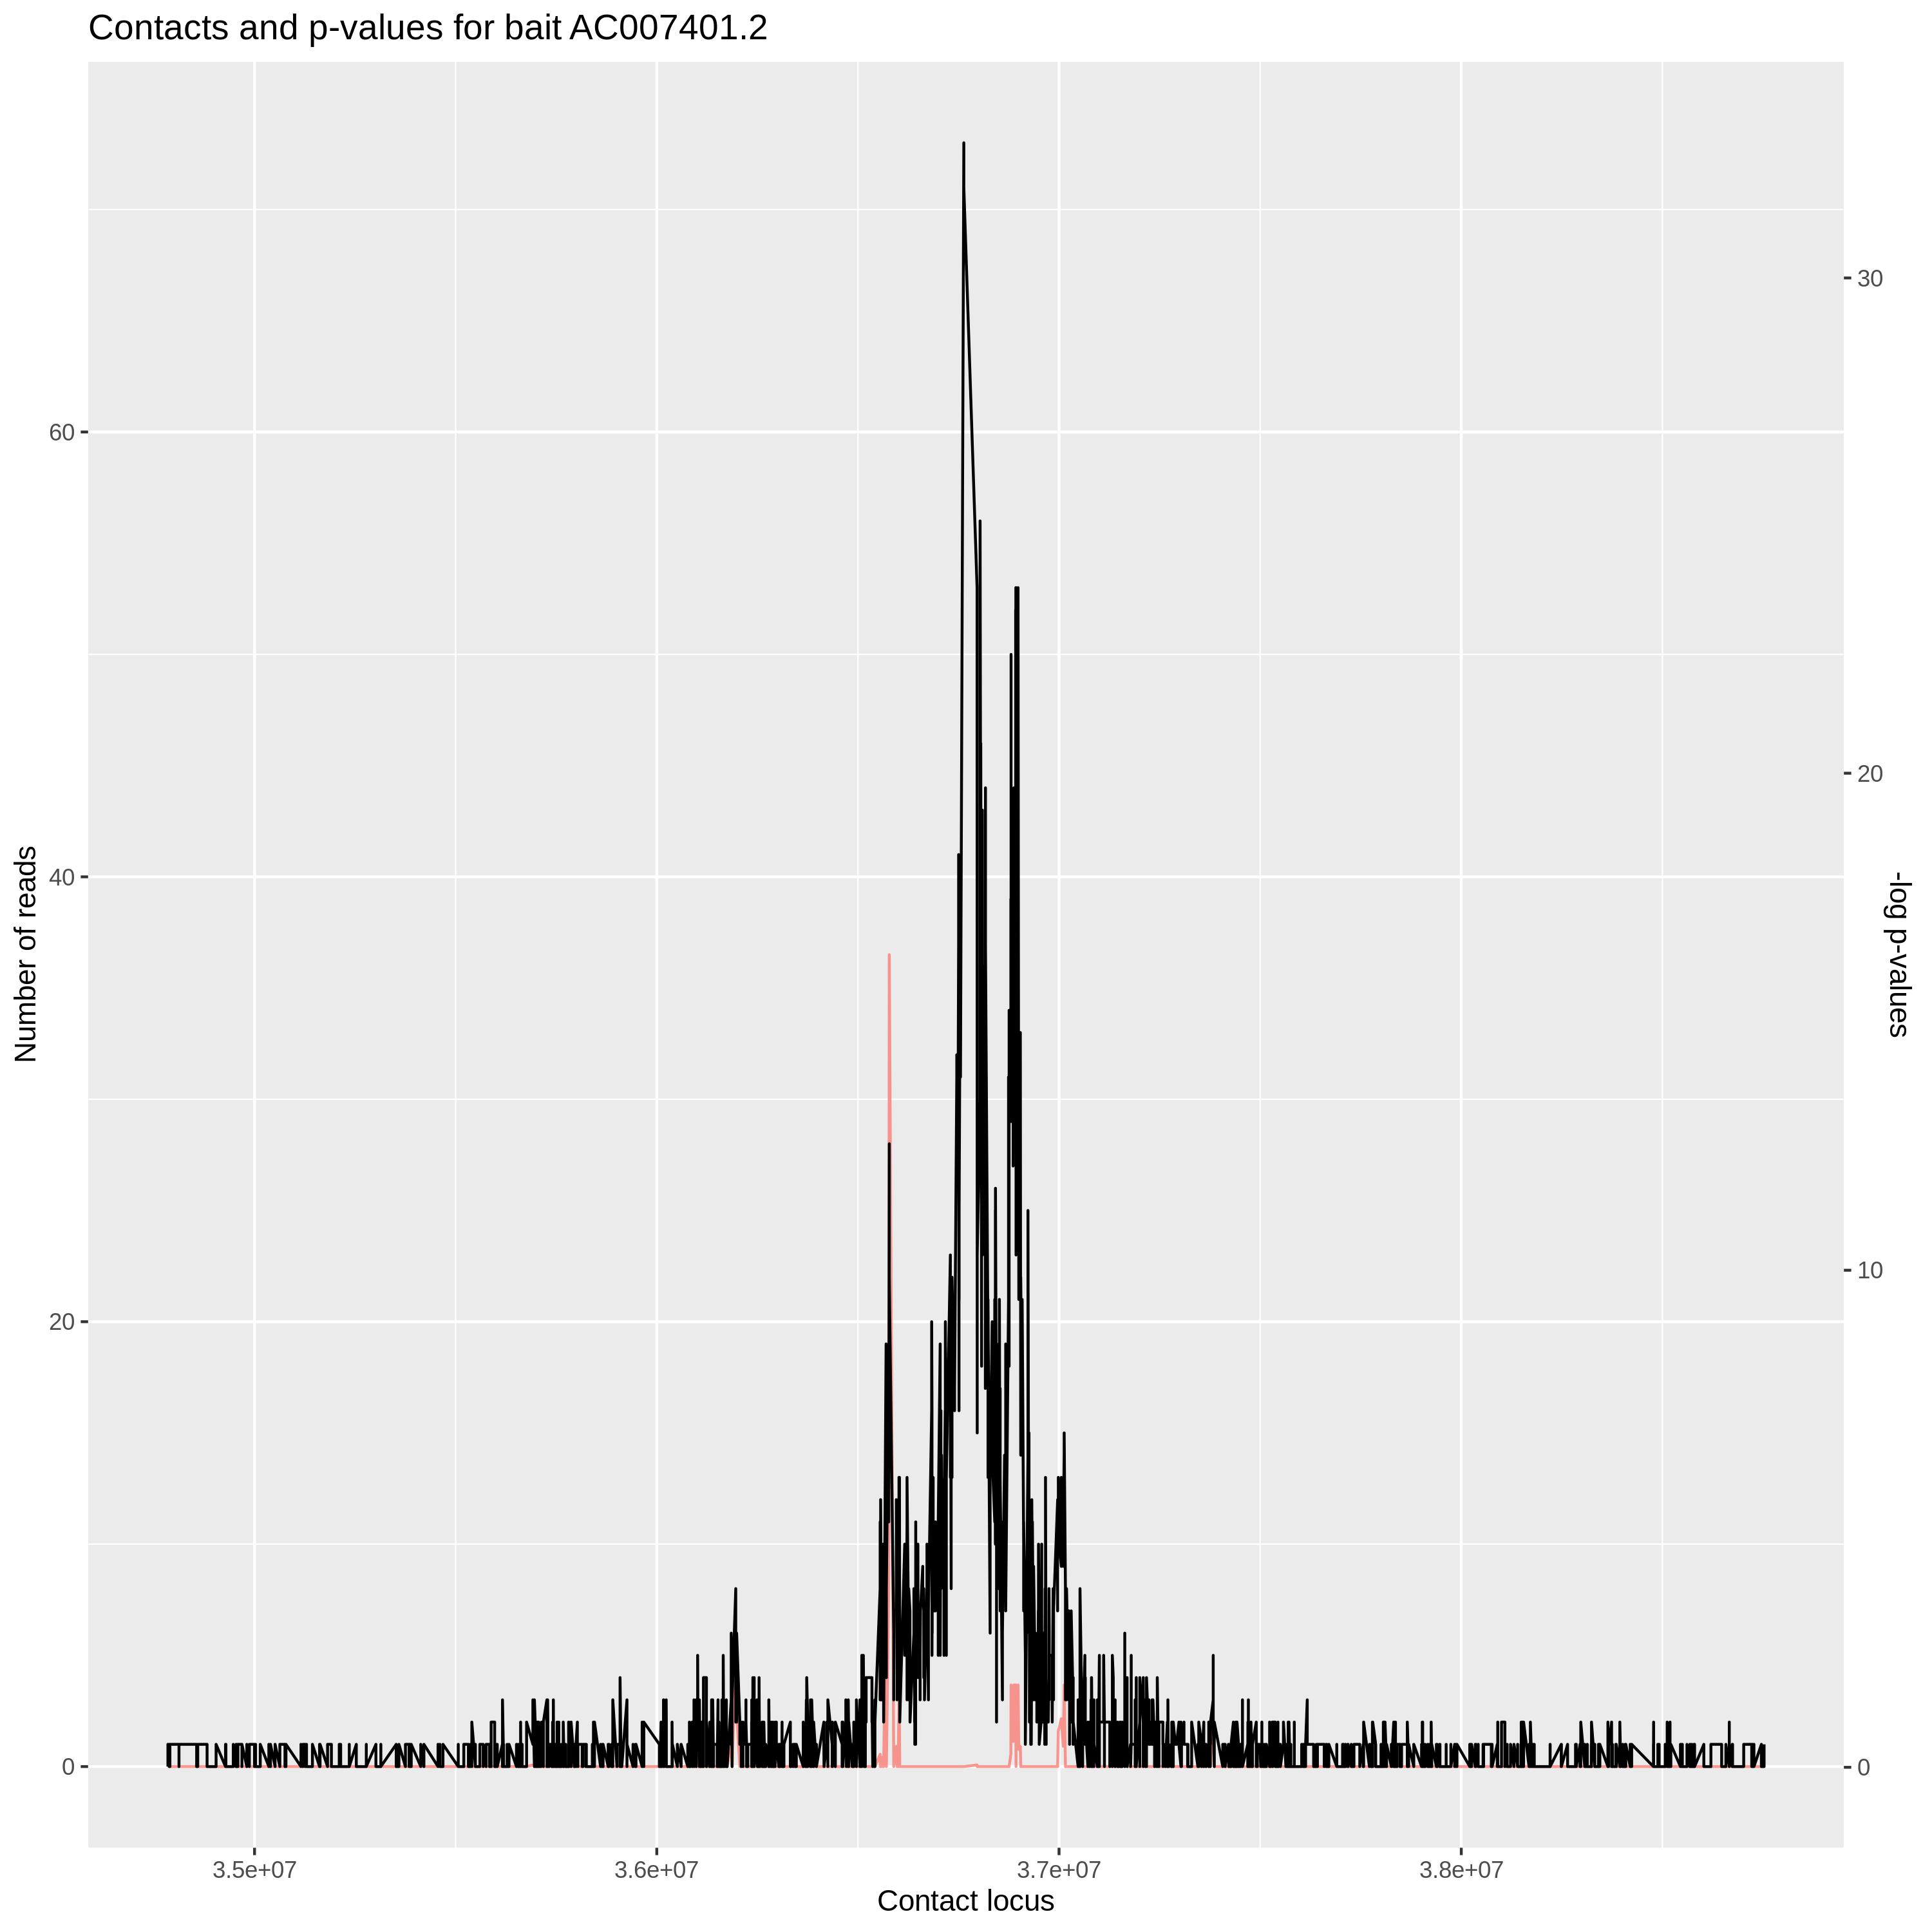 Contacts and p-values for bait AC007401.2
Number of reads
60
40
20
0
30
20
10
0
-log p-values
3.5e+07 3.6e+07 3.7e+07 3.8e+07
Contact locus